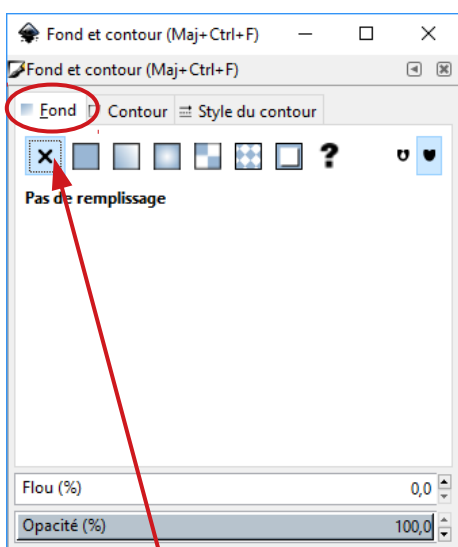 Fond et contour (Maj+Ctrl+F)
Fond et contour (Maj+Ctrl+F)
Fond Contour Style du contour
?
Pas de remplissage
Flou (%) 0,0
Opacité (%) 100,0